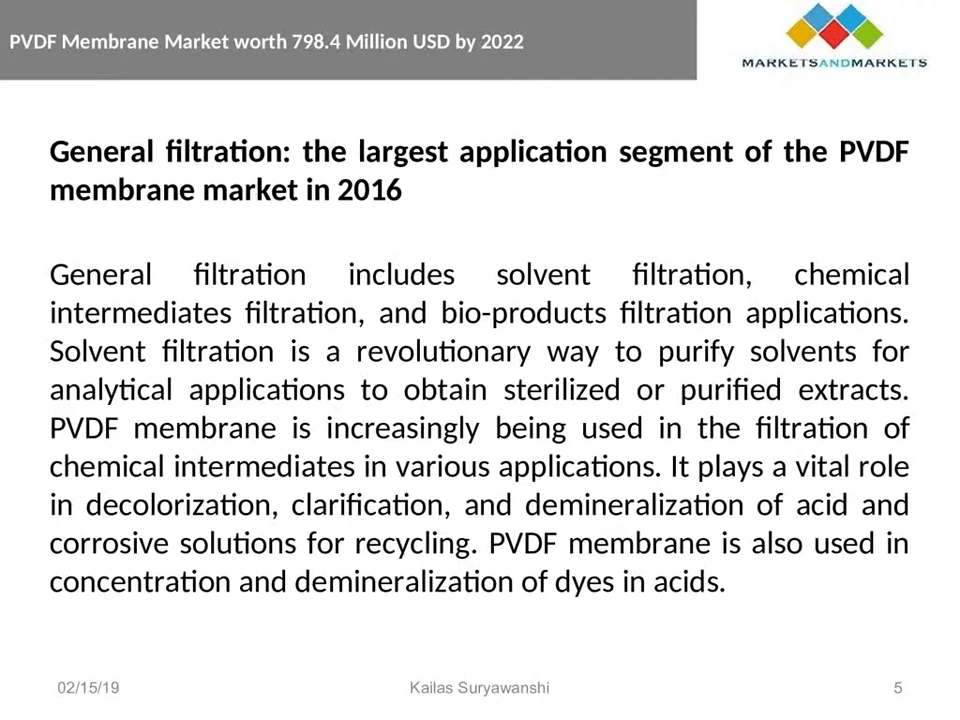 PVDF Membrane Market worth 798.4 Million USD by 2022
MARKETSANDMARKETS
General filtration: the largest application segment of the PVDF
membrane market in 2016
General filtration includes solvent filtration, chemical
intermediates filtration, and bio-products filtration applications.
Solvent filtration is a revolutionary way to purify solvents for
analytical applications to obtain sterilized or purified extracts.
PVDF membrane is increasingly being used in the filtration of
chemical intermediates in various applications. It plays a vital role
in decolorization, clarification, and demineralization of acid and
corrosive solutions for recycling. PVDF membrane is also used in
concentration and demineralization of dyes in acids.
02/15/19 Kailas Suryawanshi 5